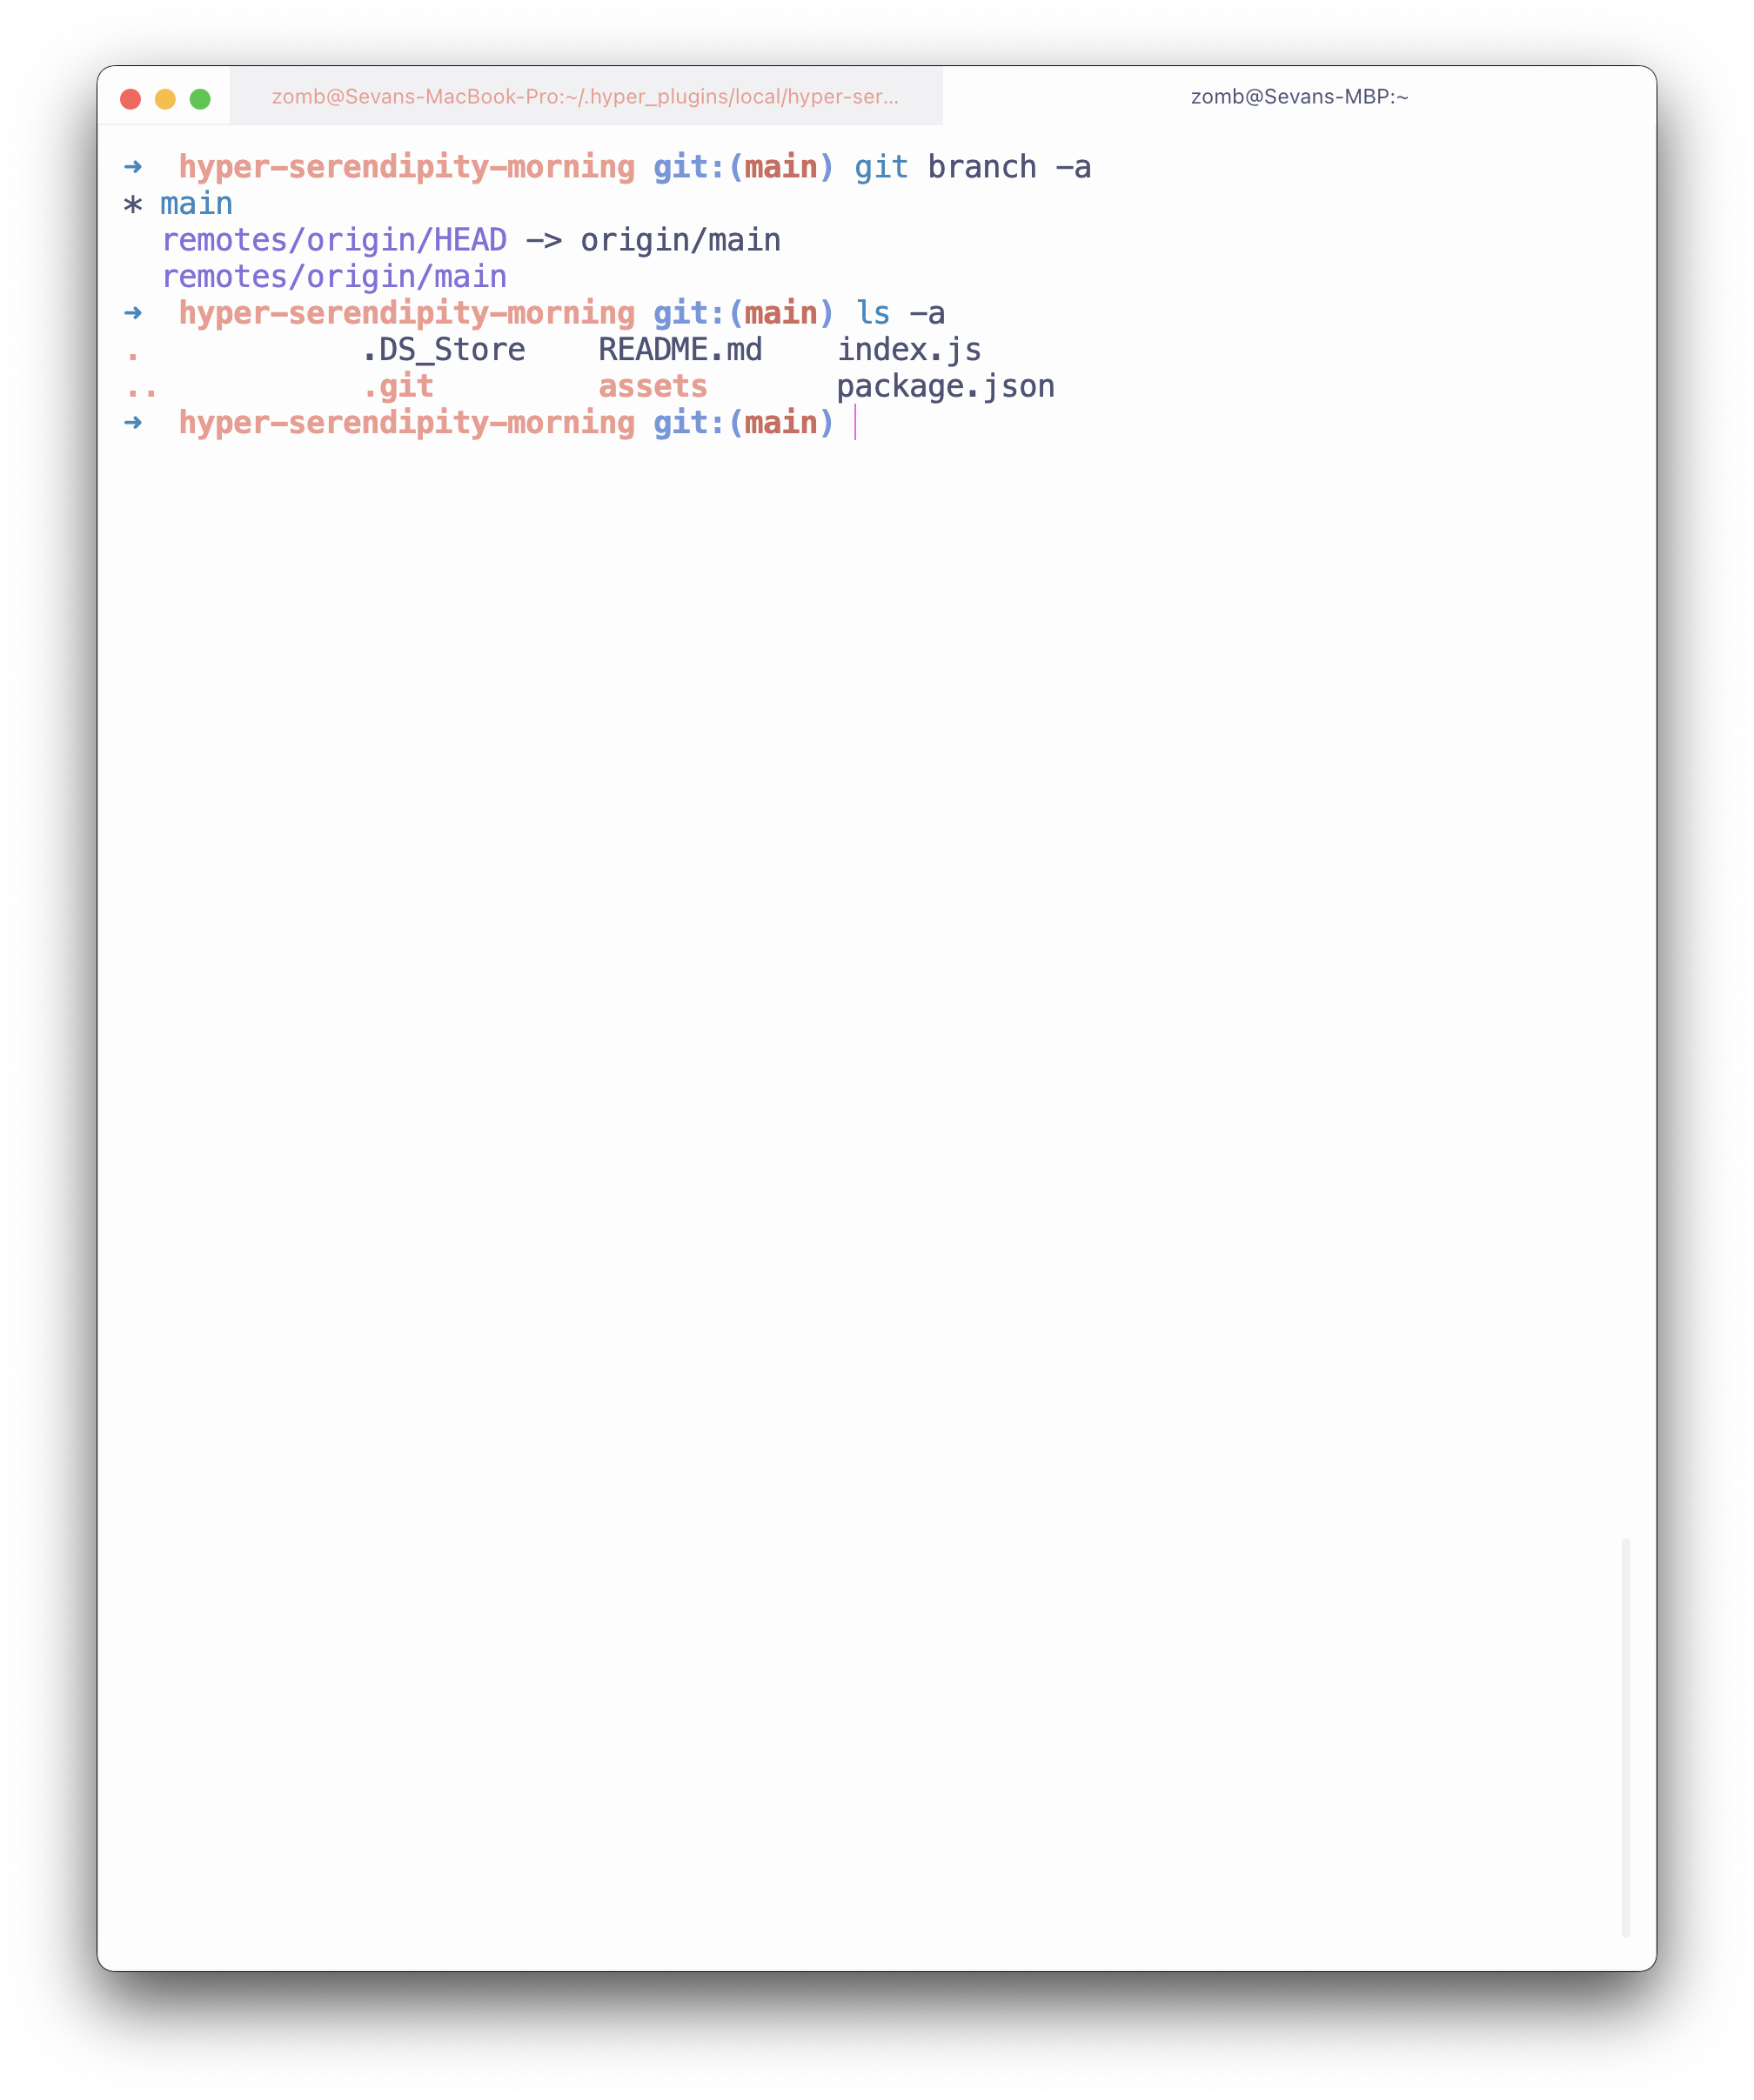 zomb@Sevans-MacBook-Pro:~/.hyper_plugins/local/hyper-ser... zomb@Sevans-MBP:~
➜  hyper-serendipity-morning git:(main) git branch -a
* main
  remotes/origin/HEAD -> origin/main
  remotes/origin/main
➜  hyper-serendipity-morning git:(main) ls -a
.            .DS_Store    README.md    index.js
..           .git         assets       package.json
➜  hyper-serendipity-morning git:(main)